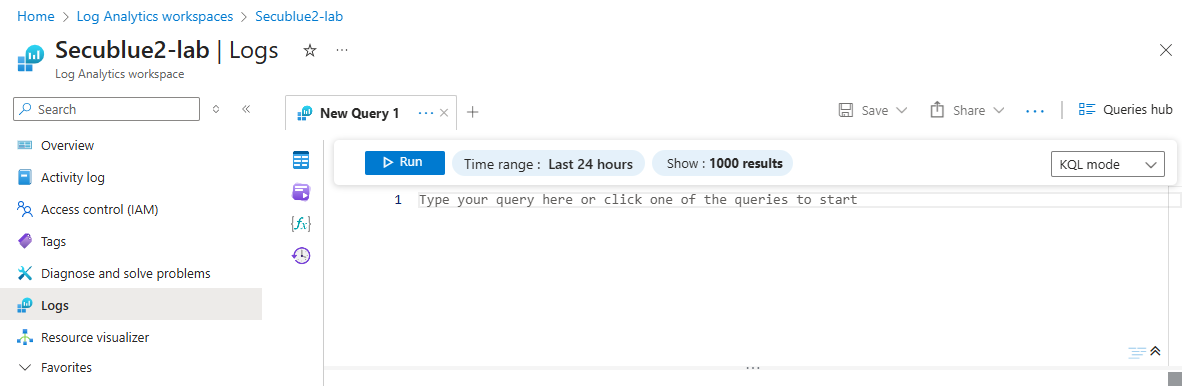 Home > Log Analytics workspaces > Secublue2-lab
Secublue2-lab | Logs
Log Analytics workspace
Search
Overview
Activity log
Access control (IAM)
Tags
Diagnose and solve problems
Logs
Resource visualizer
Favorites
New Query 1
Save
Share
Queries hub
Run
Time range : Last 24 hours
Show : 1000 results
KQL mode
{fx}
1 Type your query here or click one of the queries to start